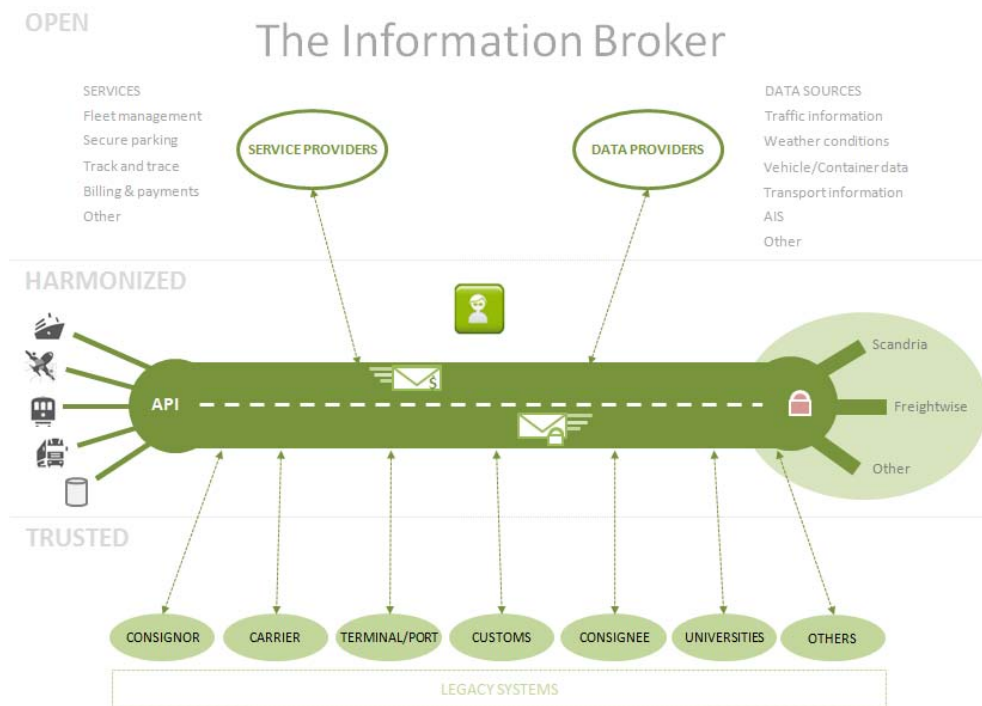 OPEN
The Information Broker
SERVICES
Fleet management
Secure parking
Track and trace
Billing & payments
Other
SERVICE PROVIDERS
DATA PROVIDERS
DATA SOURCES
Traffic information
Weather conditions
Vehicle/Container data
Transport information
AIS
Other
HARMONIZED
API
$
Scandria
Freightwise
Other
TRUSTED
CONSIGNOR
CARRIER
TERMINAL/PORT
CUSTOMS
CONSIGNEE
UNIVERSITIES
OTHERS
LEGACY SYSTEMS